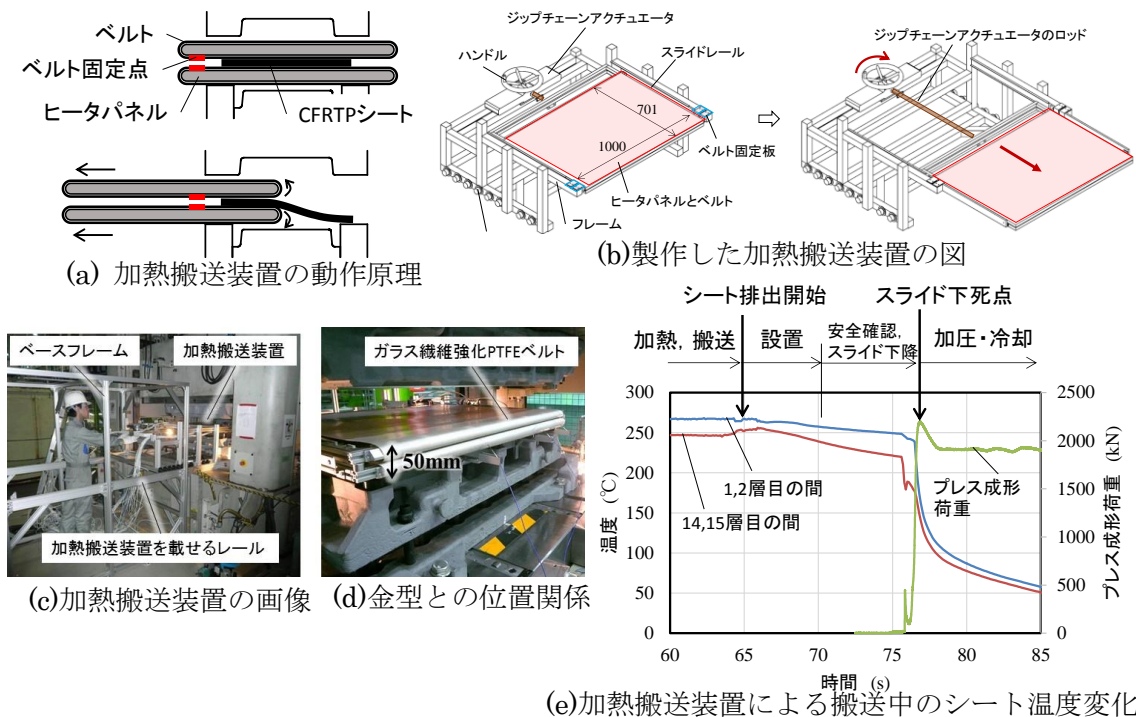 ベルト
ベルト固定点
ヒータパネル
CFRTPシート
(a) 加熱搬送装置の動作原理
ジップチェーンアクチュエータ
ハンドル
スライドレール
701
1000
ベルト固定板
ヒータパネルとベルト
フレーム
⇨
ジップチェーンアクチュエータのロッド
(b)製作した加熱搬送装置の図
ベースフレーム
加熱搬送装置
加熱搬送装置を載せるレール
(c)加熱搬送装置の画像
ガラス繊維強化PTFEベルト
50mm
(d)金型との位置関係
シート排出開始
スライド下死点
加熱，搬送
設置
安全確認，
スライド下降
加圧・冷却
300
250
200
150
100
50
0
温度 (℃)
2500
2000
1500
1000
500
0
プレス成形荷重 (kN)
1,2層目の間
14,15層目の間
プレス成形
荷重
60 65 70 75 80 85
時間 (s)
(e)加熱搬送装置による搬送中のシート温度変化